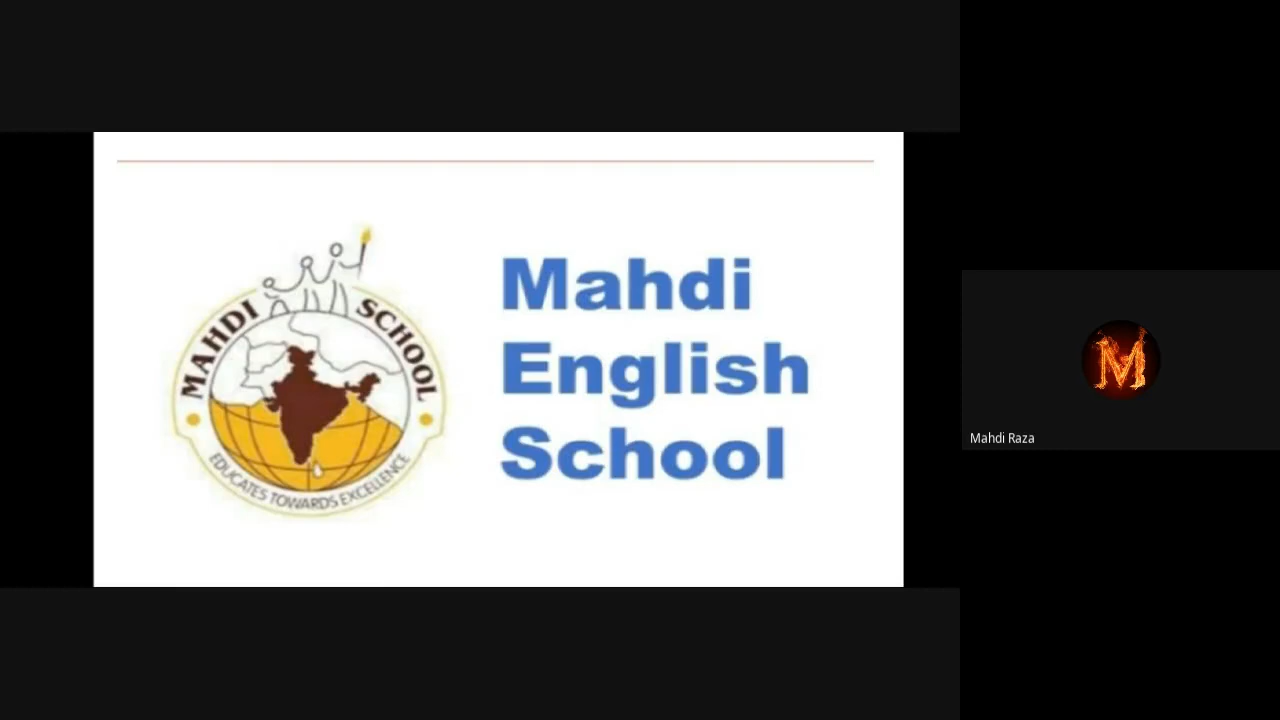 MAHDI SCHOOL
EDUCATES TOWARDS EXCELLENCE
Mahdi
English
School
M
Mahdi Raza